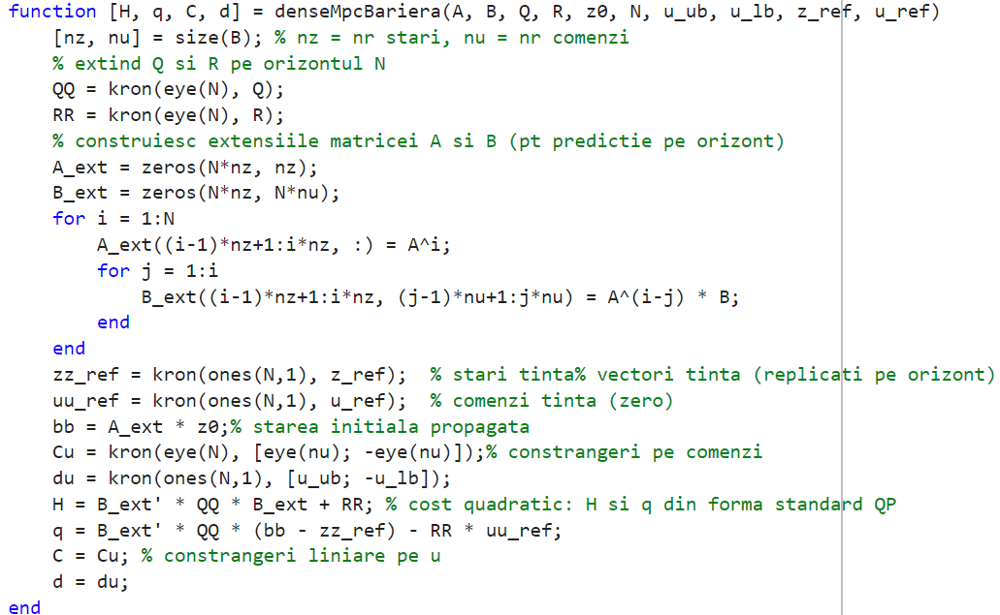 function [H, q, C, d] = denseMpcBariera(A, B, Q, R, z0, N, u_ub, u_lb, z_ref, u_ref)
    [nz, nu] = size(B); % nz = nr stari, nu = nr comenzi
    % extind Q si R pe orizontul N
    QQ = kron(eye(N), Q);
    RR = kron(eye(N), R);
    % construiesc extensiile matricei A si B (pt predictie pe orizont)
    A_ext = zeros(N*nz, nz);
    B_ext = zeros(N*nz, N*nu);
    for i = 1:N
        A_ext((i-1)*nz+1:i*nz, :) = A^i;
        for j = 1:i
            B_ext((i-1)*nz+1:i*nz, (j-1)*nu+1:j*nu) = A^(i-j) * B;
        end
    end
    zz_ref = kron(ones(N,1), z_ref);  % stari tinta% vectori tinta (replicati pe orizont)
    uu_ref = kron(ones(N,1), u_ref);  % comenzi tinta (zero)
    bb = A_ext * z0;% starea initiala propagata
    Cu = kron(eye(N), [eye(nu); -eye(nu)]);% constrangeri pe comenzi
    du = kron(ones(N,1), [u_ub; -u_lb]);
    H = B_ext' * QQ * B_ext + RR; % cost quadratic: H si q din forma standard QP
    q = B_ext' * QQ * (bb - zz_ref) - RR * uu_ref;
    C = Cu; % constrangeri liniare pe u
    d = du;
end